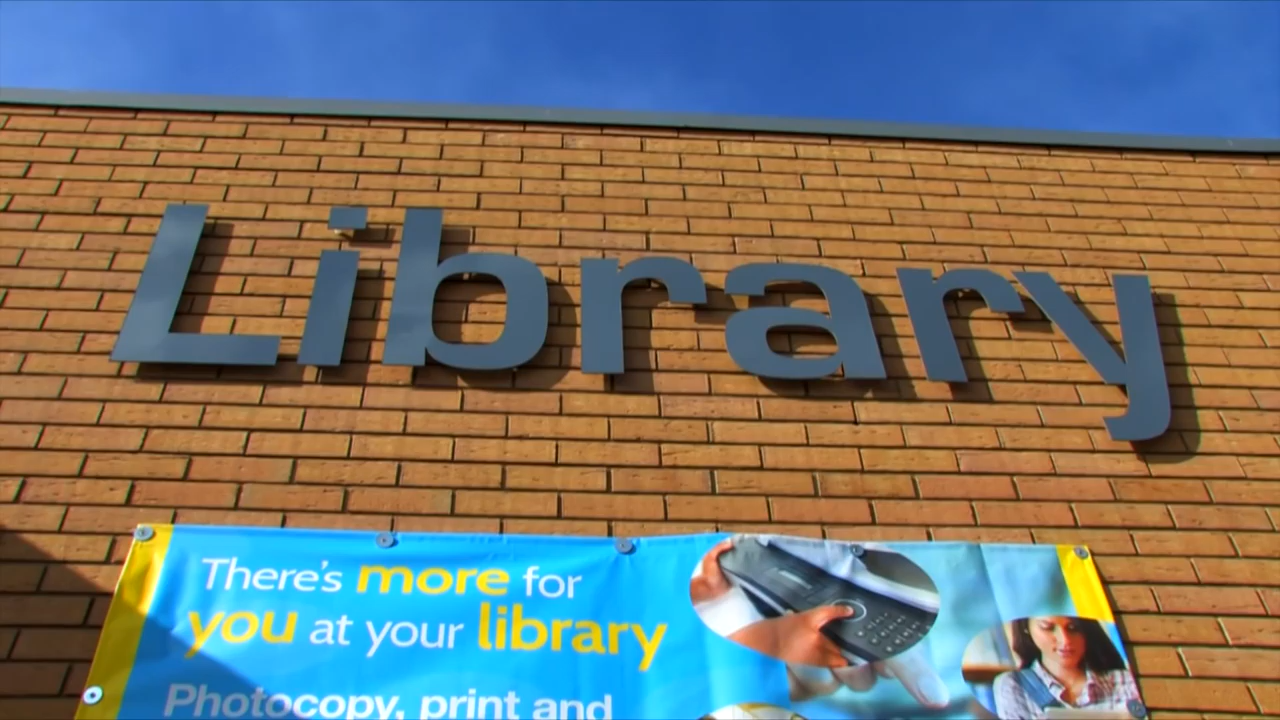 Library
There's more for
you at your library
Photocopy, print and